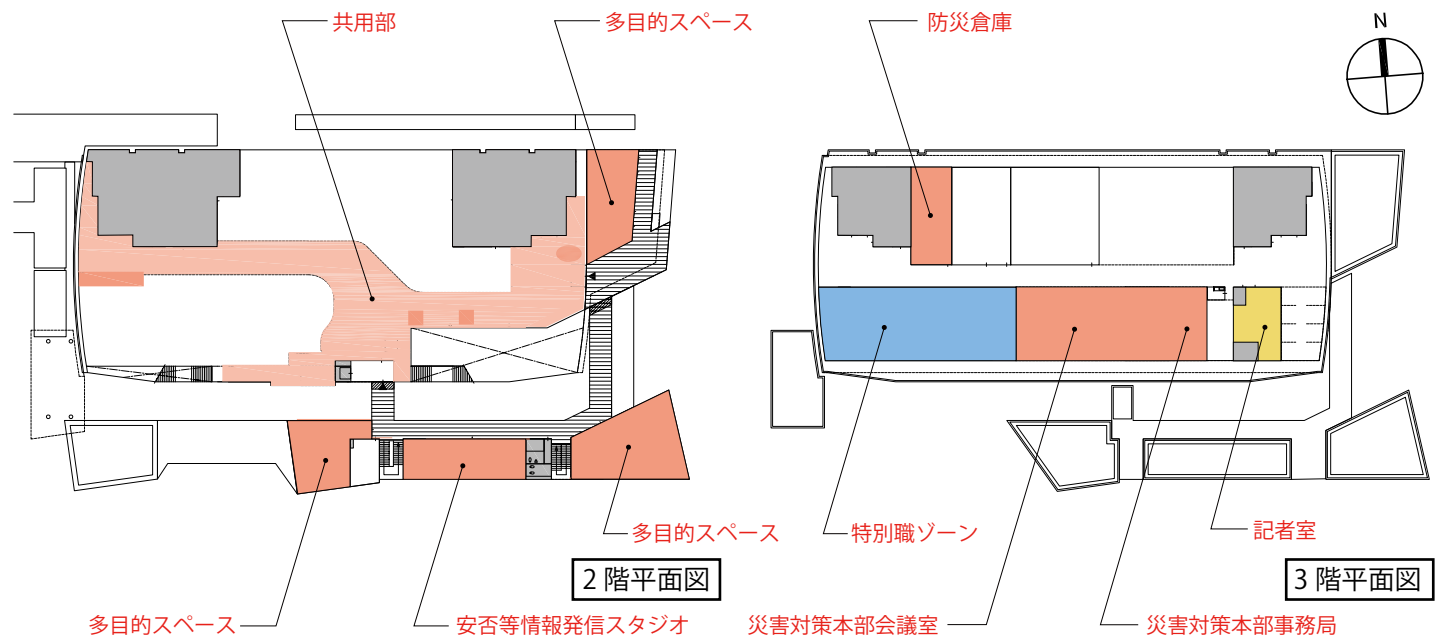 共用部
多目的スペース
防災倉庫
N
多目的スペース
特別職ゾーン
記者室
2 階平面図
3 階平面図
多目的スペース
安否等情報発信スタジオ
災害対策本部会議室
災害対策本部事務局